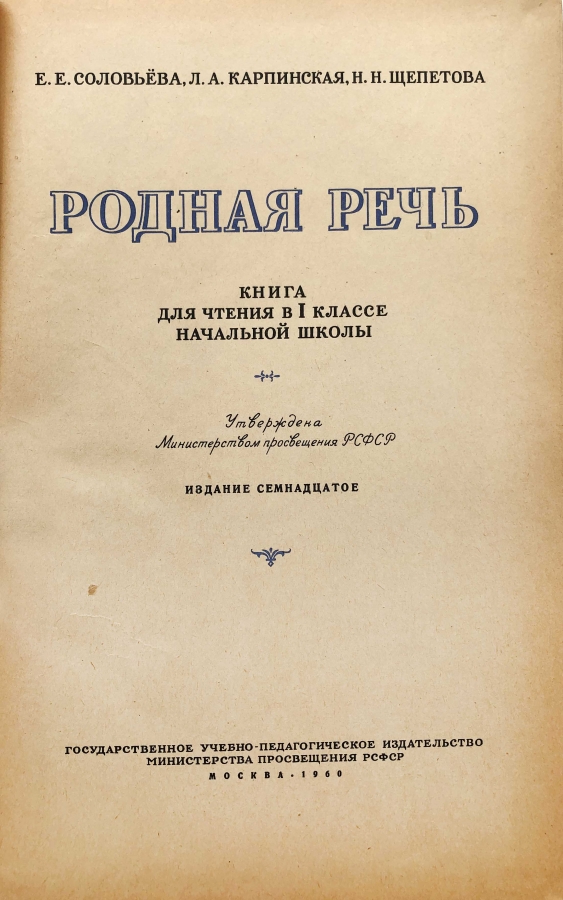 Е. Е. СОЛОВЬЁВА, Л. А. КАРПИНСКАЯ, Н. Н. ЩЕПЕТОВА
РОДНАЯ РЕЧЬ
КНИГА
ДЛЯ ЧТЕНИЯ В I КЛАССЕ
НАЧАЛЬНОЙ ШКОЛЫ
Утверждена
Министерством просвещения РСФСР
ИЗДАНИЕ СЕМНАДЦАТОЕ
ГОСУДАРСТВЕННОЕ УЧЕБНО-ПЕДАГОГИЧЕСКОЕ ИЗДАТЕЛЬСТВО
МИНИСТЕРСТВА ПРОСВЕЩЕНИЯ РСФСР
МОСКВА · 1960